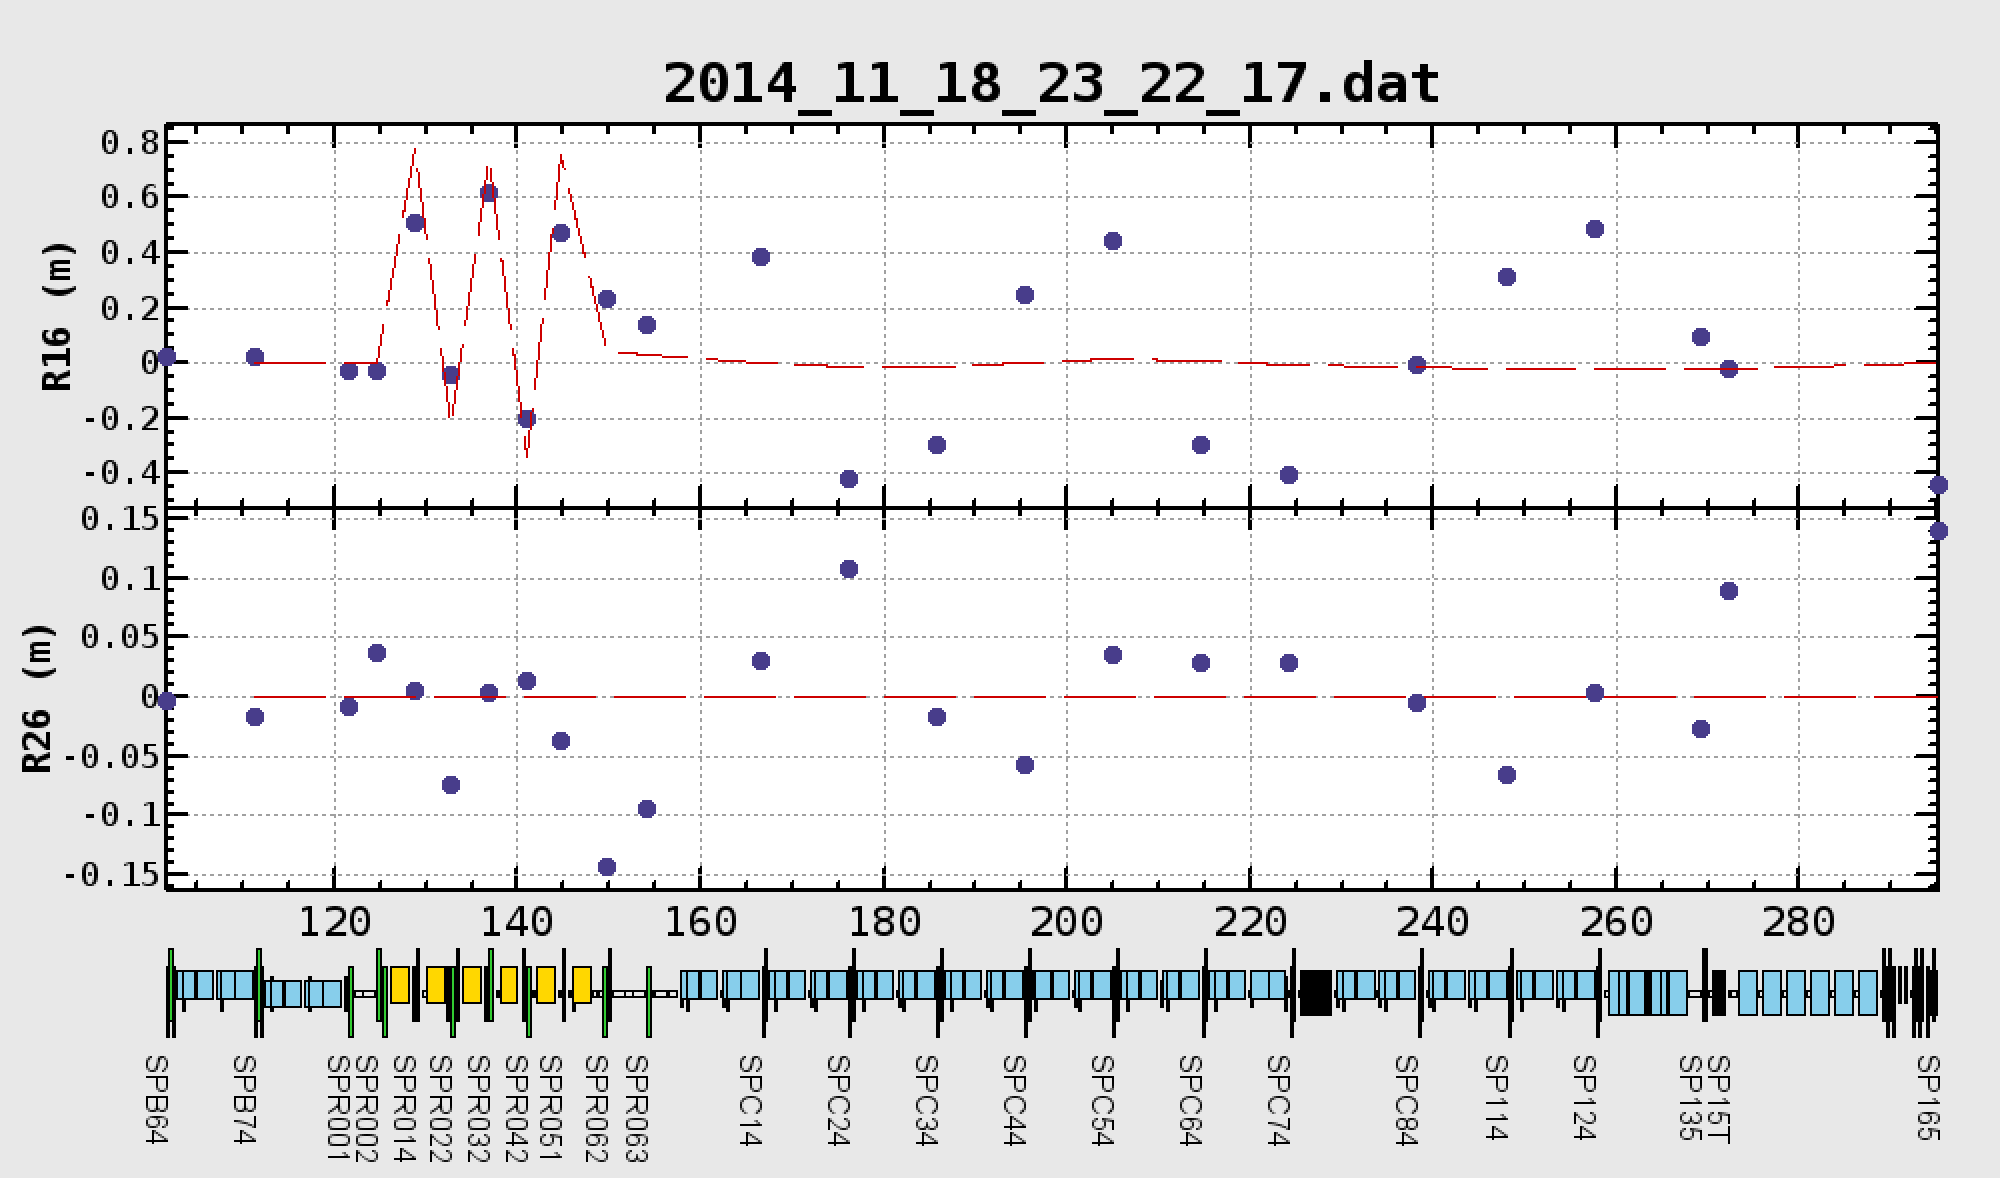 2014_11_18_23_22_17.dat
R16 (m)
0.8
0.6
0.4
0.2
0
-0.2
-0.4
R26 (m)
0.15
0.1
0.05
0
-0.05
-0.1
-0.15
120 140 160 180 200 220 240 260 280
SPB64 SPB74 SPR001 SPR002 SPR014 SPR022 SPR032 SPR042 SPR051 SPR062 SPR063 SPC14 SPC24 SPC34 SPC44 SPC54 SPC64 SPC74 SPC84 SP114 SP124 SP135 SP15T SP165